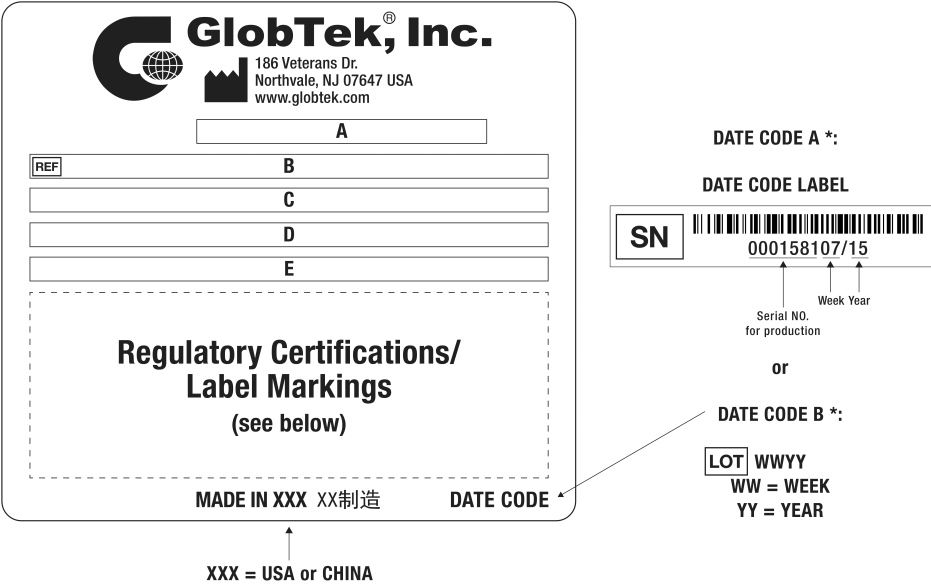 GlobTek, Inc.®
186 Veterans Dr.
Northvale, NJ 07647 USA
www.globtek.com
A
REF B
C
D
E
Regulatory Certifications/
Label Markings
(see below)
MADE IN XXX XX制造 DATE CODE
XXX = USA or CHINA
DATE CODE A *:
DATE CODE LABEL
SN
000158107/15
Week Year
Serial NO.
for production
or
DATE CODE B *:
LOT WWYY
WW = WEEK
YY = YEAR